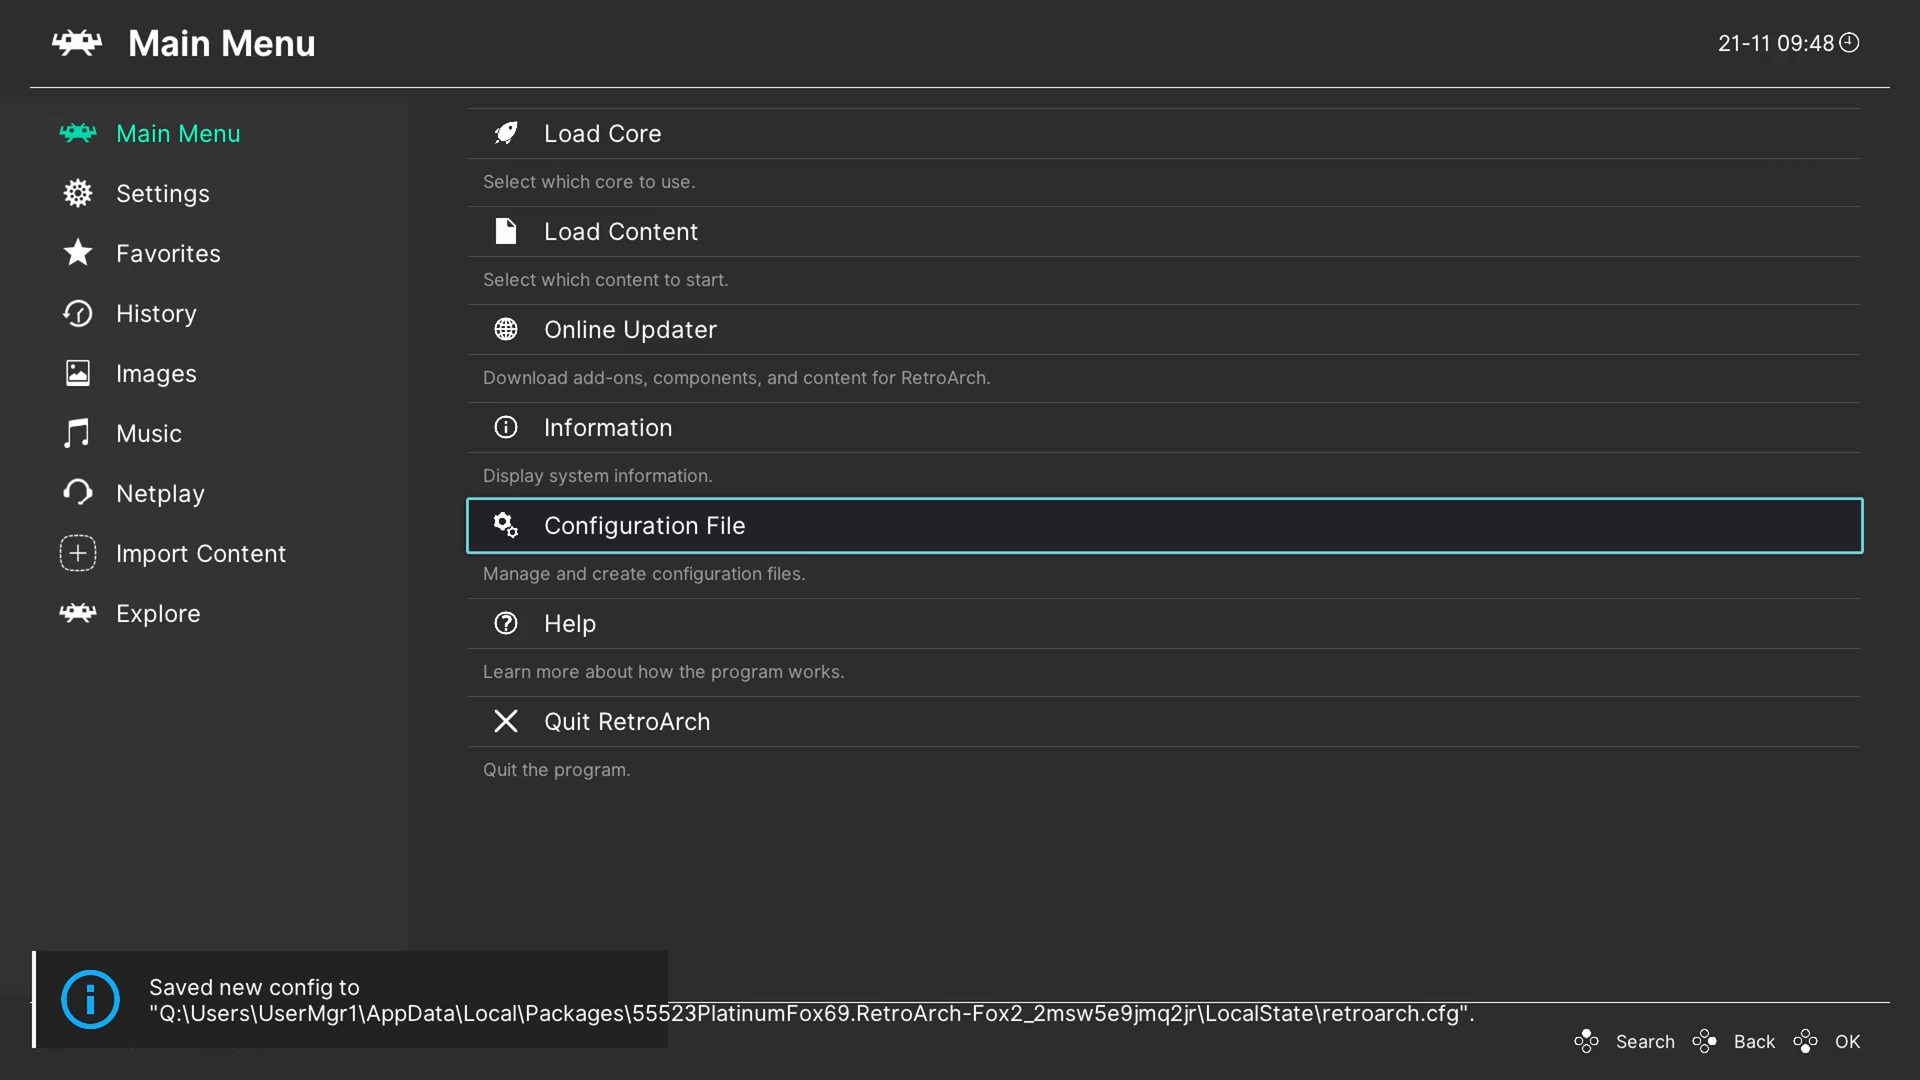 Main Menu
21-11 09:48
Main Menu
Settings
Favorites
History
Images
Music
Netplay
Import Content
Explore
Load Core
Select which core to use.
Load Content
Select which content to start.
Online Updater
Download add-ons, components, and content for RetroArch.
Information
Display system information.
Configuration File
Manage and create configuration files.
Help
Learn more about how the program works.
Quit RetroArch
Quit the program.
Saved new config to
"Q:\Users\UserMgr1\AppData\Local\Packages\55523PlatinumFox69.RetroArch-Fox2_2msw5e9jmq2jr\LocalState\retroarch.cfg".
Search Back OK